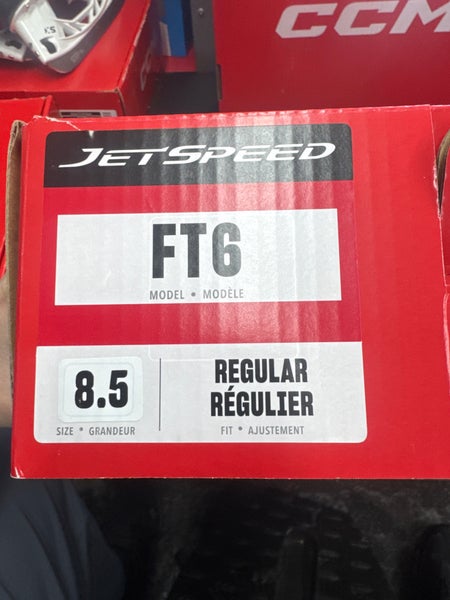 CCM
JETSPEED
FT6
MODEL • MODÈLE
8.5
SIZE • GRANDEUR
REGULAR
RÉGULIER
FIT • AJUSTEMENT